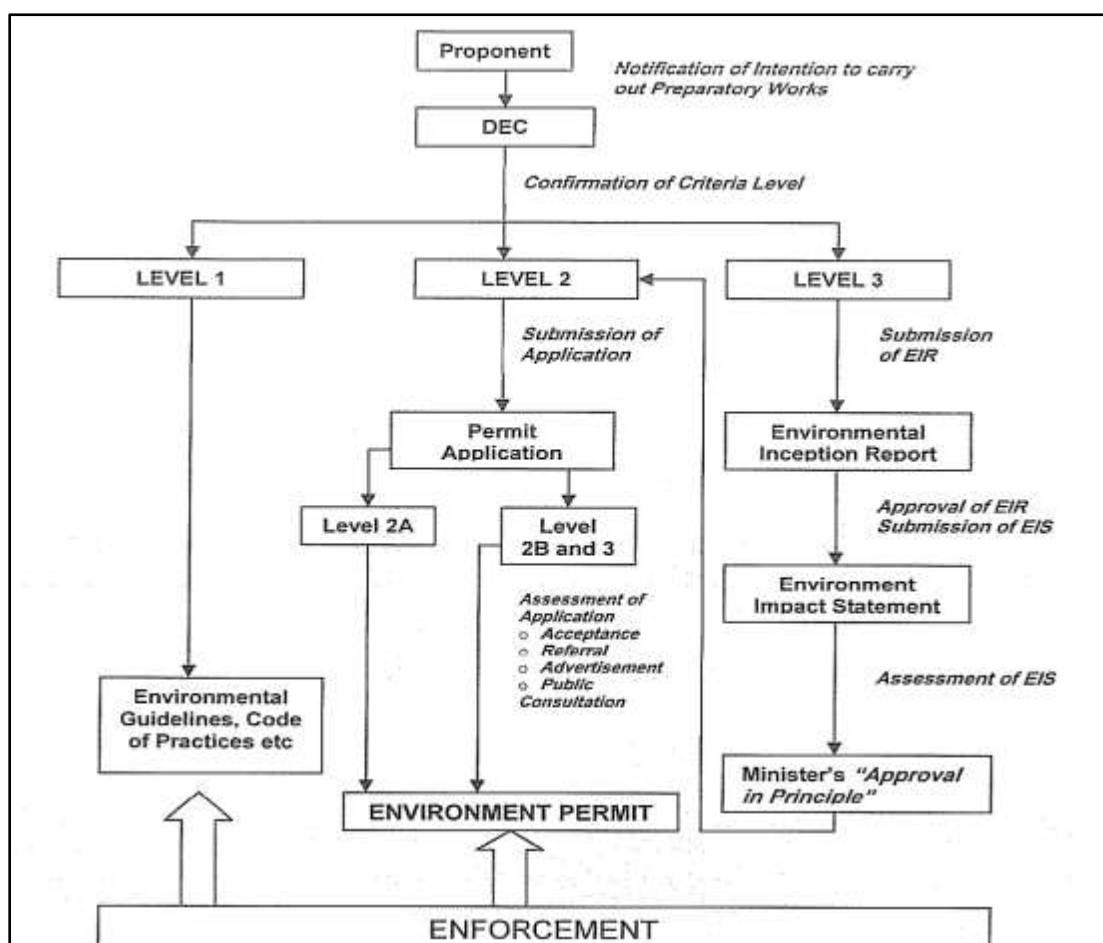 Proponent
Notification of Intention to carry
out Preparatory Works
DEC
Confirmation of Criteria Level
LEVEL 1
LEVEL 2
LEVEL 3
Submission of
Application
Submission
of EIR
Permit
Application
Environmental
Inception Report
Level 2A
Level
2B and 3
Approval of EIR
Submission of EIS
Environment
Impact Statement
Assessment of
Application
o Acceptance
o Referral
o Advertisement
o Public
Consultation
Assessment of EIS
Environmental
Guidelines, Code
of Practices etc
Minister's "Approval
in Principle"
ENVIRONMENT PERMIT
ENFORCEMENT